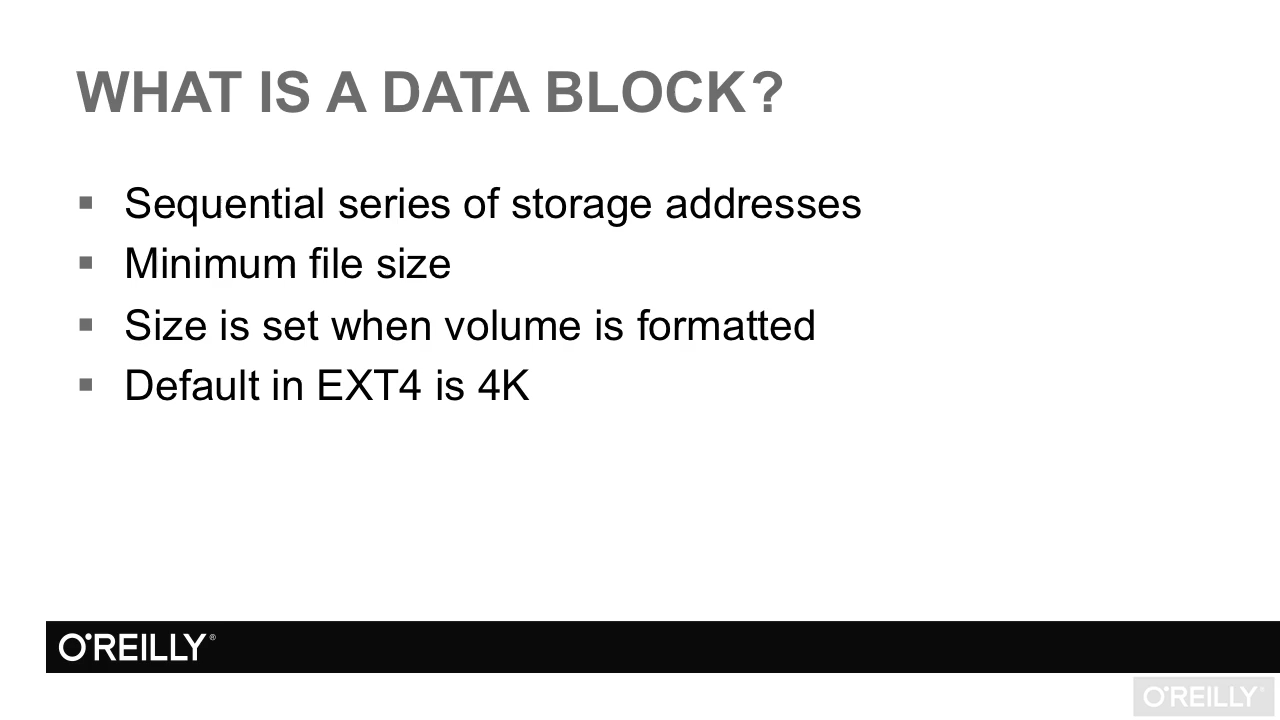 WHAT IS A DATA BLOCK?
▪ Sequential series of storage addresses
▪ Minimum file size
▪ Size is set when volume is formatted
▪ Default in EXT4 is 4K
O'REILLY®
O'REILLY®